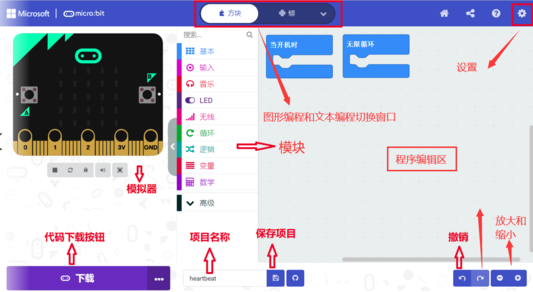 Microsoft micro:bit
方块
搜索...
基本
输入
音乐
LED
无线
循环
逻辑
变量
数学
高级
当开机时
无限循环
设置
图形编程和文本编程切换窗口
模块
程序编辑区
0 1 2 3V GND
模拟器
代码下载按钮
项目名称
保存项目
撤销
放大和
缩小
下载
heartbeat